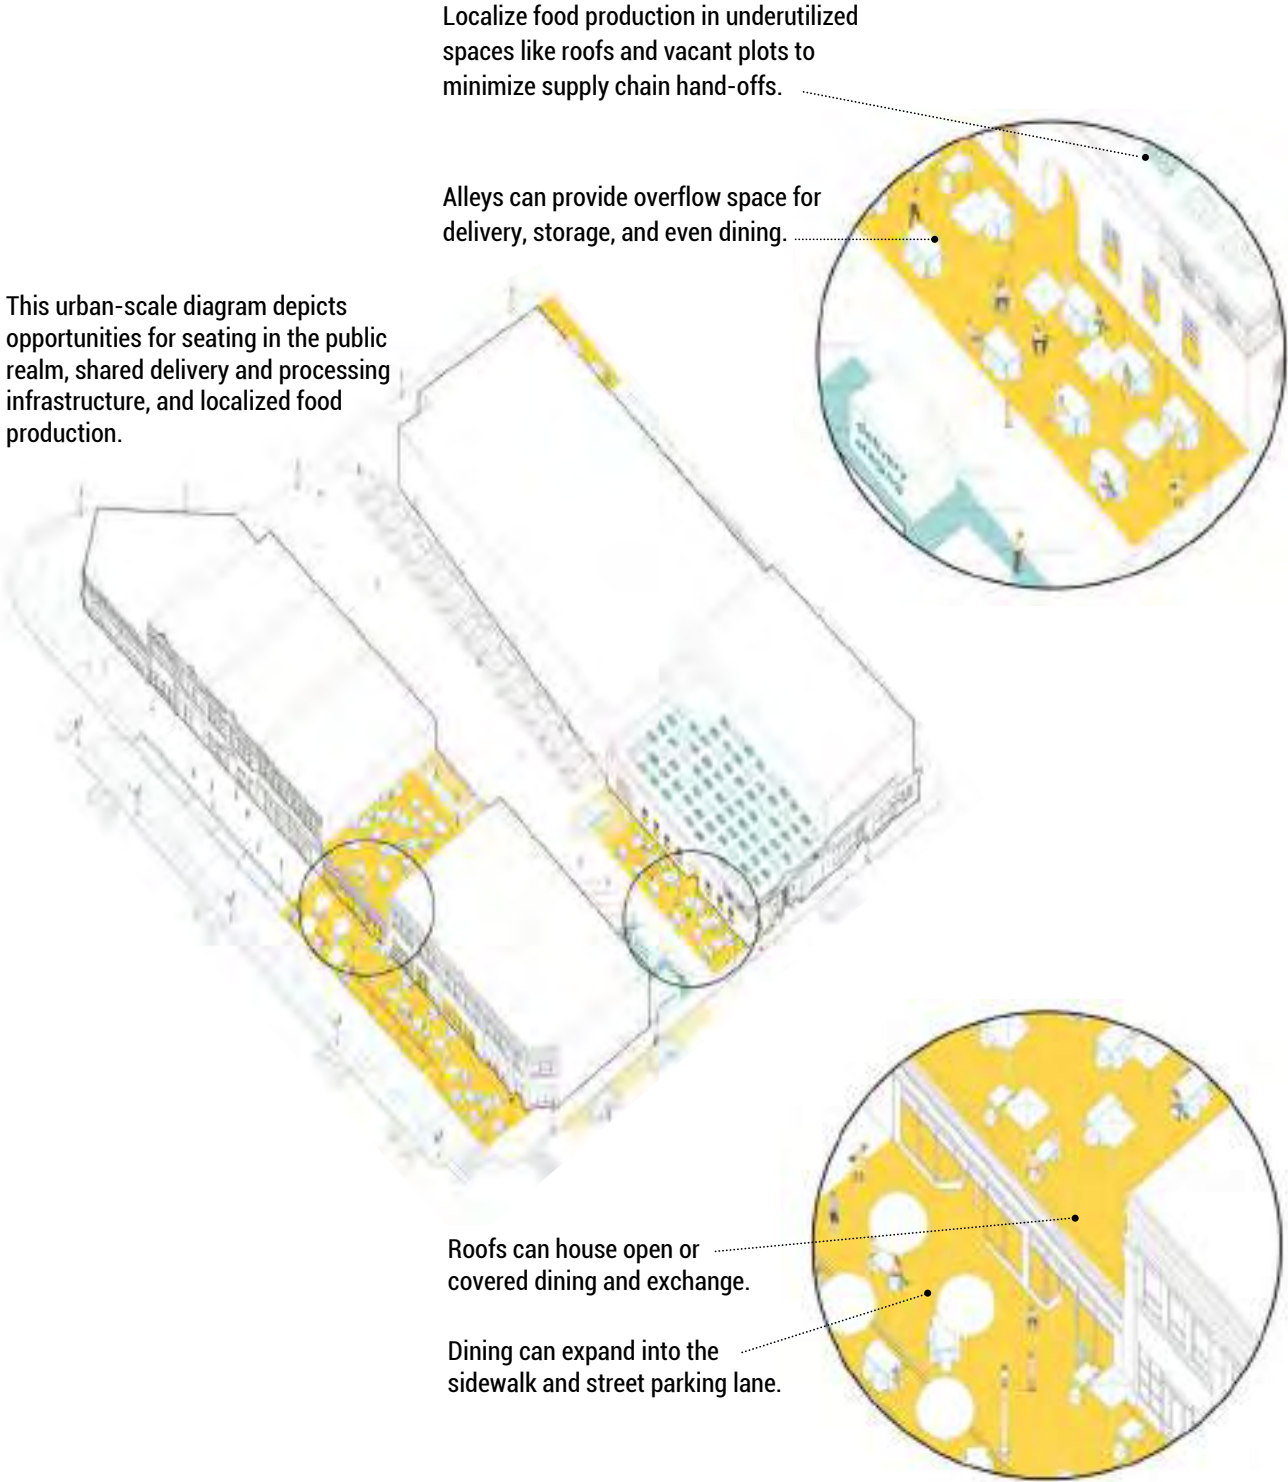 Localize food production in underutilized
spaces like roofs and vacant plots to
minimize supply chain hand-offs.
Alleys can provide overflow space for
delivery, storage, and even dining.
This urban-scale diagram depicts
opportunities for seating in the public
realm, shared delivery and processing
infrastructure, and localized food
production.
delivery
Roofs can house open or
covered dining and exchange.
Dining can expand into the
sidewalk and street parking lane.